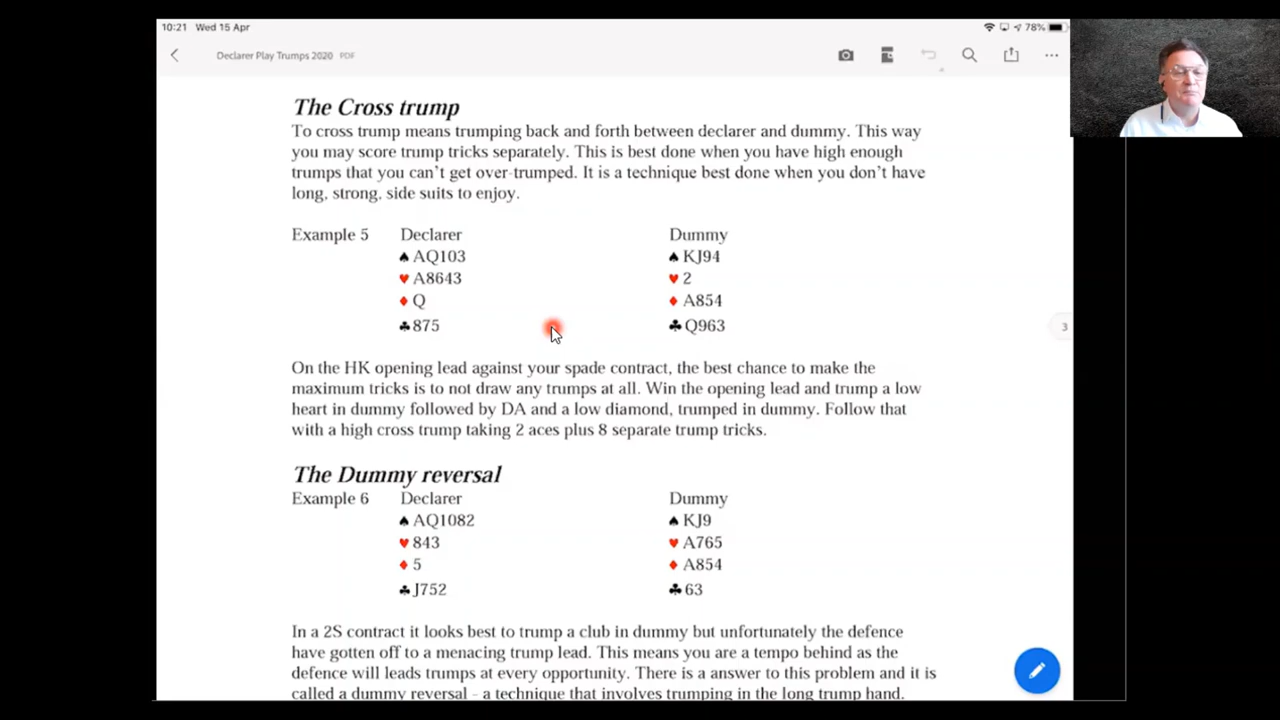 10:21 Wed 15 Apr
78%
Declarer Play Trumps 2020 PDF
The Cross trump
To cross trump means trumping back and forth between declarer and dummy. This way
you may score trump tricks separately. This is best done when you have high enough
trumps that you can't get over-trumped. It is a technique best done when you don't have
long, strong, side suits to enjoy.
Example 5 Declarer Dummy
♠ AQ103 ♠ KJ94
♥ A8643 ♥ 2
♦ Q ♦ A854
♣ 875 ♣ Q963
3
On the HK opening lead against your spade contract, the best chance to make the
maximum tricks is to not draw any trumps at all. Win the opening lead and trump a low
heart in dummy followed by DA and a low diamond, trumped in dummy. Follow that
with a high cross trump taking 2 aces plus 8 separate trump tricks.
The Dummy reversal
Example 6 Declarer Dummy
♠ AQ1082 ♠ KJ9
♥ 843 ♥ A765
♦ 5 ♦ A854
♣ J752 ♣ 63
In a 2S contract it looks best to trump a club in dummy but unfortunately the defence
have gotten off to a menacing trump lead. This means you are a tempo behind as the
defence will leads trumps at every opportunity. There is a answer to this problem and it is
called a dummy reversal – a technique that involves trumping in the long trump hand.